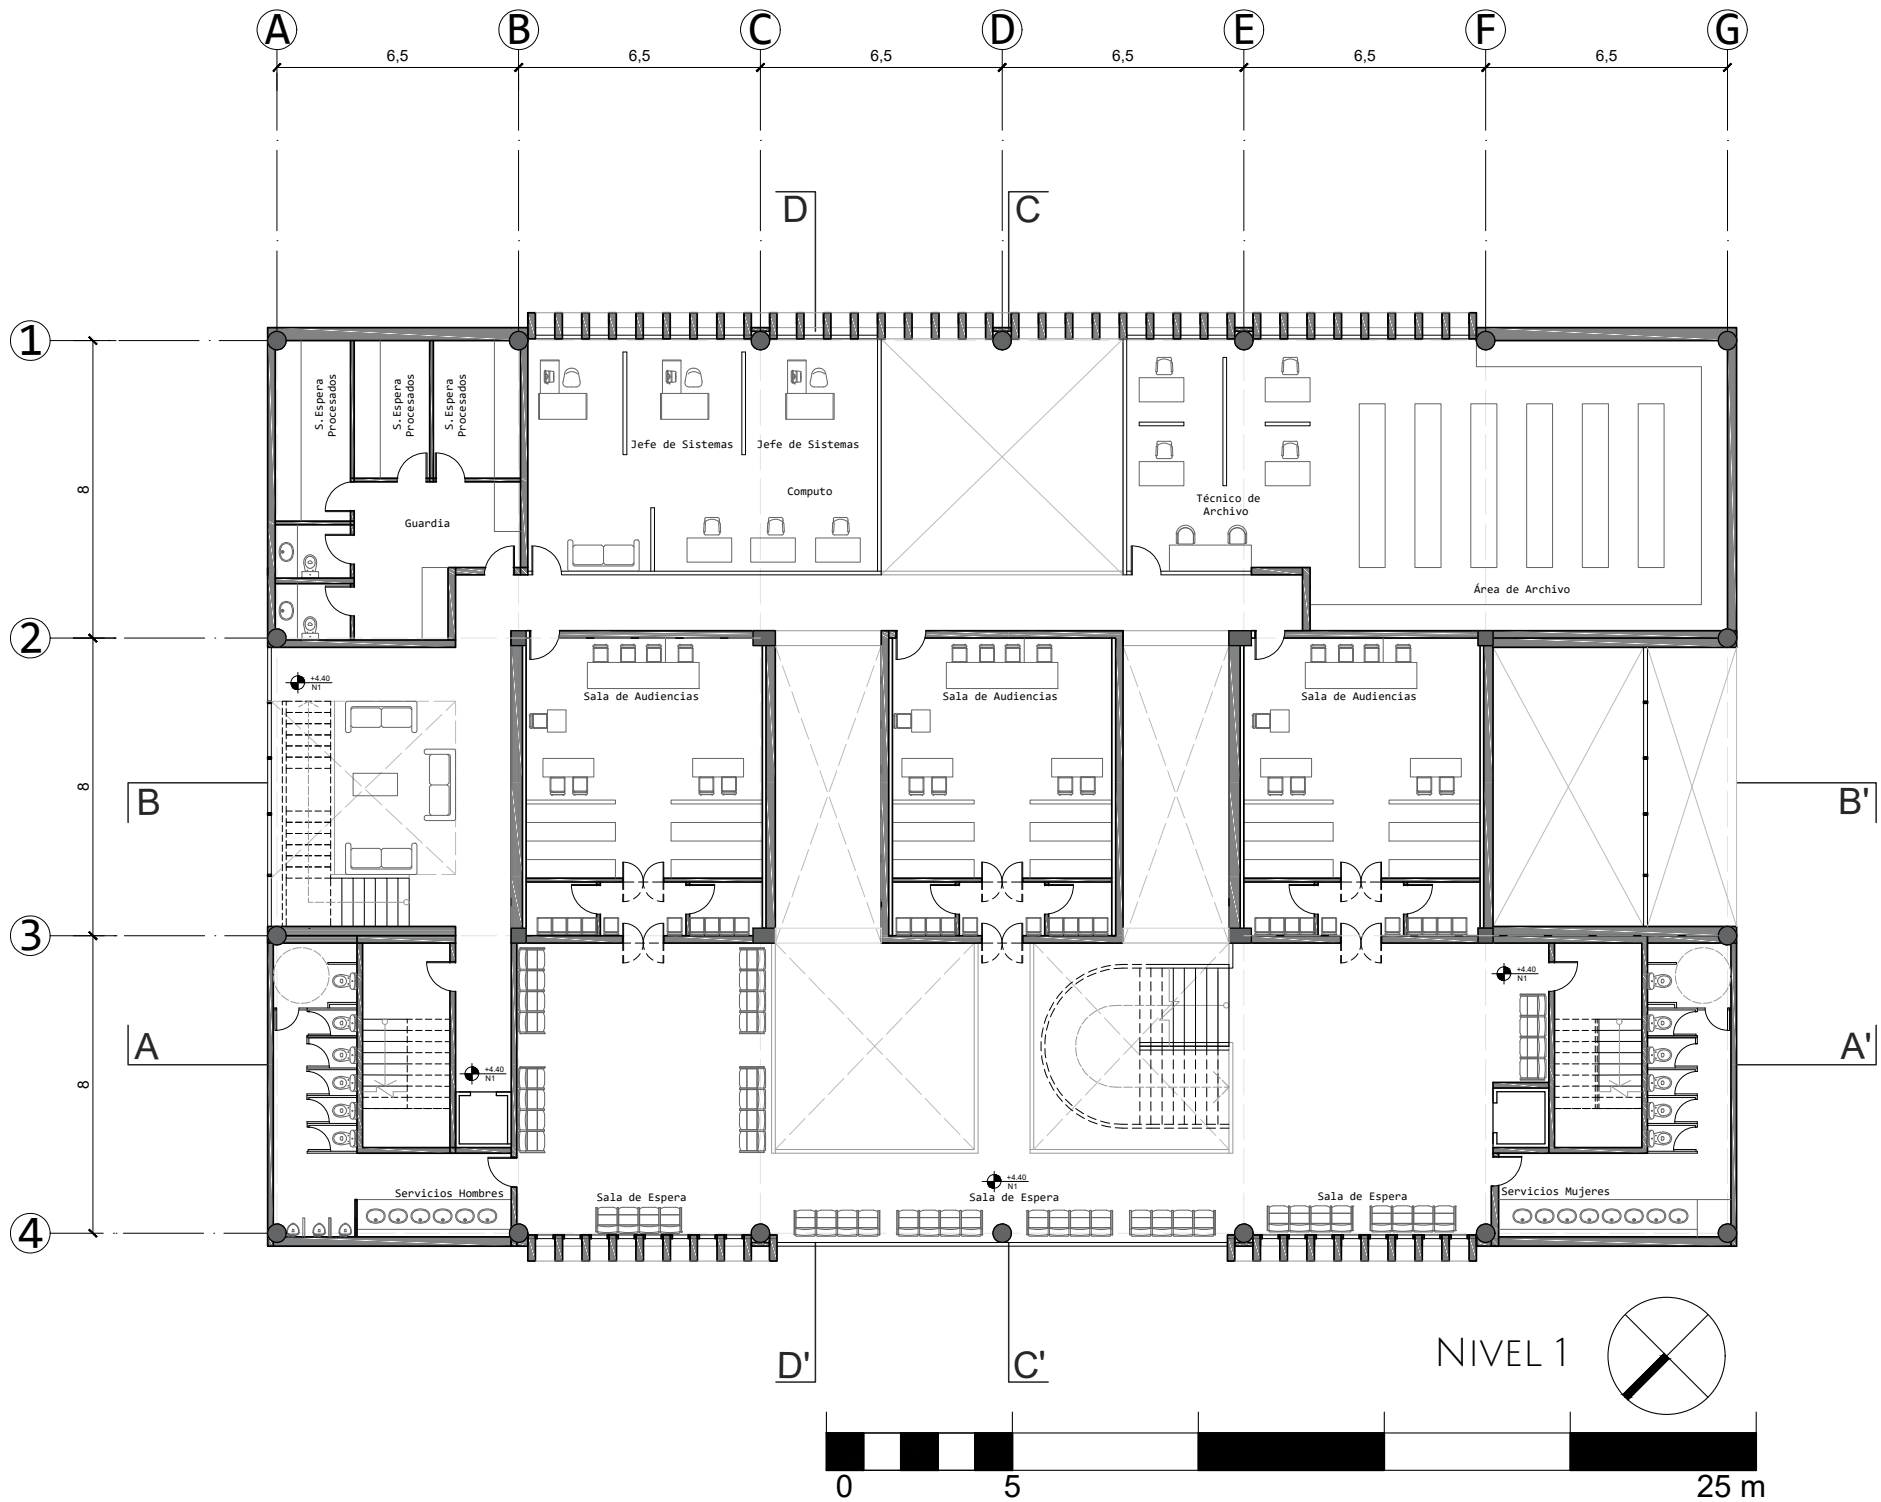 A B C D E F G
6,5 6,5 6,5 6,5 6,5 6,5
D C
1
S.Espera
Procesados
S.Espera
Procesados
S.Espera
Procesados
Jefe de Sistemas
Jefe de Sistemas
Computo
8
Guardia
Técnico de
Archivo
Área de Archivo
2
+4.40
N1
Sala de Audiencias
Sala de Audiencias
Sala de Audiencias
8
B B'
3
+4.40
N1
A A'
+4.40
N1
8
+4.40
N1
Servicios Hombres
Sala de Espera
Sala de Espera
Sala de Espera
Servicios Mujeres
4
D' C'
NIVEL 1
0 5 25 m